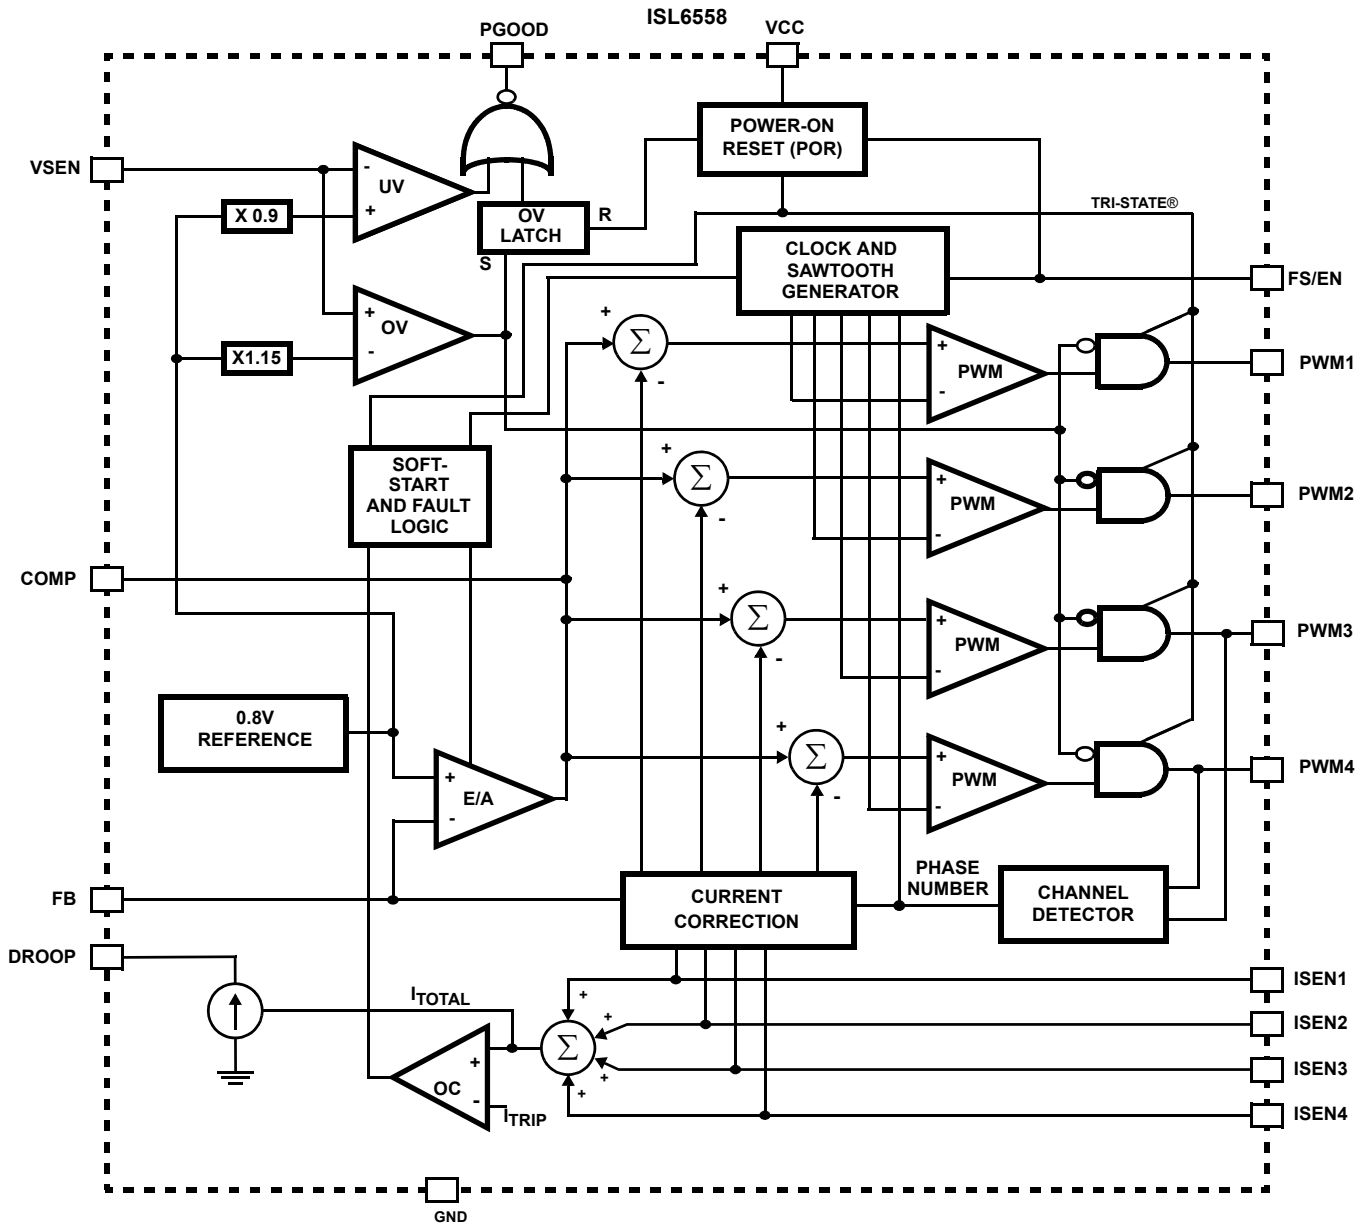 ISL6558
PGOOD
VCC
POWER-ON
RESET (POR)
VSEN
-
UV
+
X 0.9
OV
LATCH
R
S
TRI-STATE®
CLOCK AND
SAWTOOTH
GENERATOR
FS/EN
+
OV
-
X1.15
+
Σ
-
+
PWM
-
PWM1
SOFT-
START
AND FAULT
LOGIC
+
Σ
-
+
PWM
-
PWM2
COMP
+
Σ
-
+
PWM
-
PWM3
0.8V
REFERENCE
+
Σ
-
+
PWM
-
PWM4
+
E/A
-
FB
CURRENT
CORRECTION
PHASE
NUMBER
CHANNEL
DETECTOR
DROOP
ITOTAL
+
+
Σ
+
+
ISEN1
ISEN2
ISEN3
ISEN4
+
OC
-
ITRIP
GND